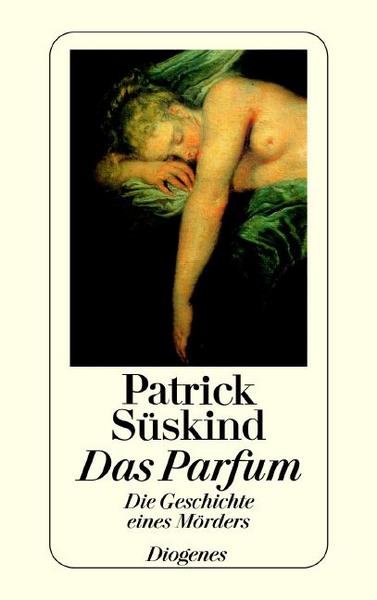 Patrick
Süskind
Das Parfum
Die Geschichte
eines Mörders
Diogenes